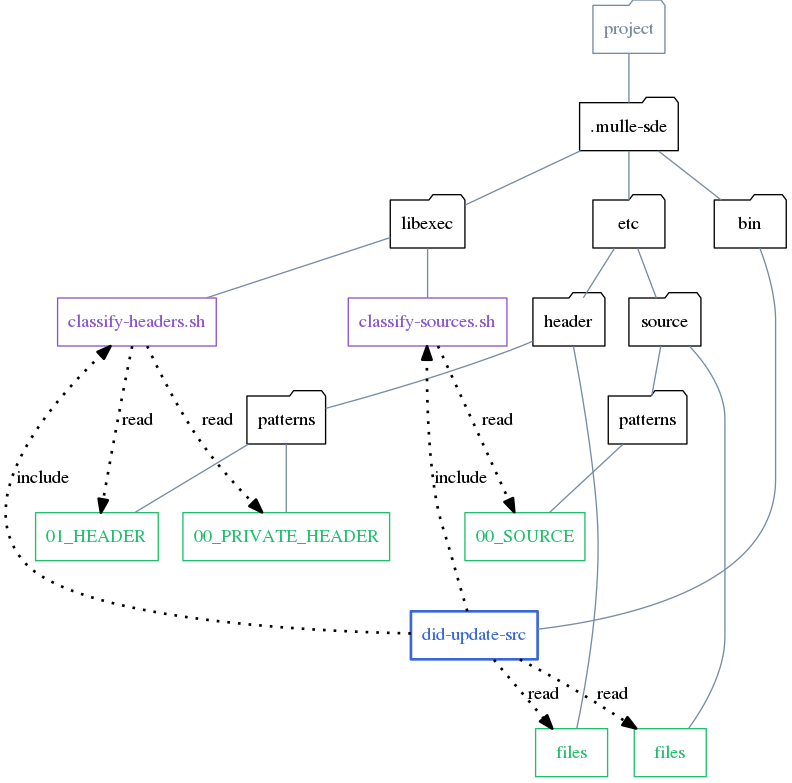 project
.mulle-sde
libexec
etc
bin
classify-headers.sh
classify-sources.sh
header
source
patterns
patterns
read
read
read
include
include
01_HEADER
00_PRIVATE_HEADER
00_SOURCE
did-update-src
read
read
files
files